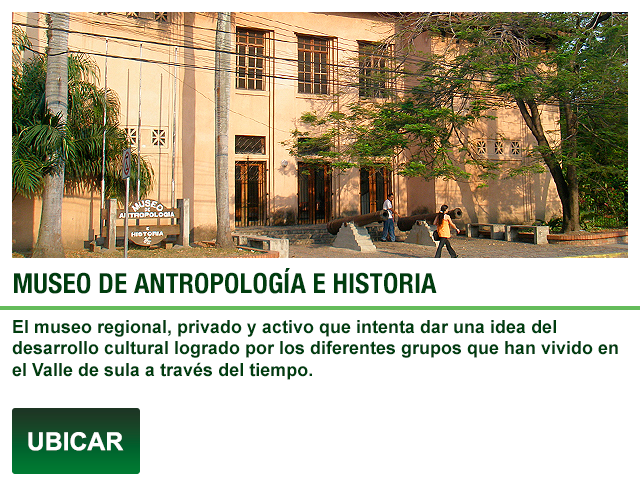 MUSEO
DE
ANTROPOLOGIA
E
HISTORIA
MUSEO DE ANTROPOLOGÍA E HISTORIA
El museo regional, privado y activo que intenta dar una idea del
desarrollo cultural logrado por los diferentes grupos que han vivido en
el Valle de sula a través del tiempo.
UBICAR